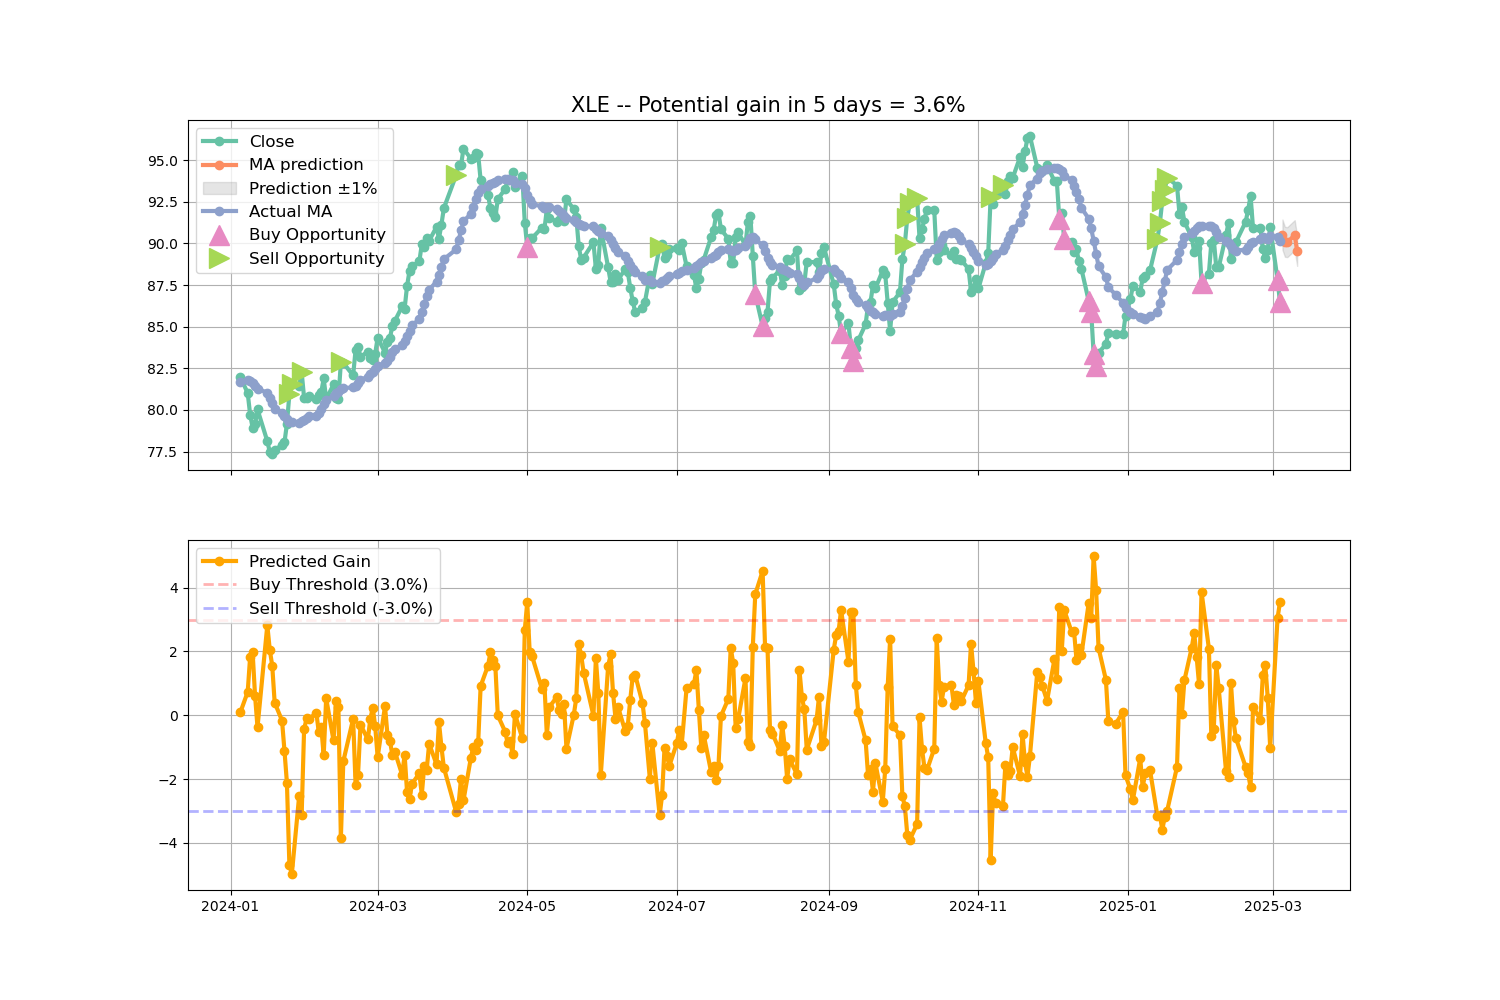 XLE -- Potential gain in 5 days = 3.6%
Close
MA prediction
Prediction ±1%
Actual MA
Buy Opportunity
Sell Opportunity
95.0
92.5
90.0
87.5
85.0
82.5
80.0
77.5
Predicted Gain
Buy Threshold (3.0%)
Sell Threshold (-3.0%)
4
2
0
−2
−4
2024-01
2024-03
2024-05
2024-07
2024-09
2024-11
2025-01
2025-03